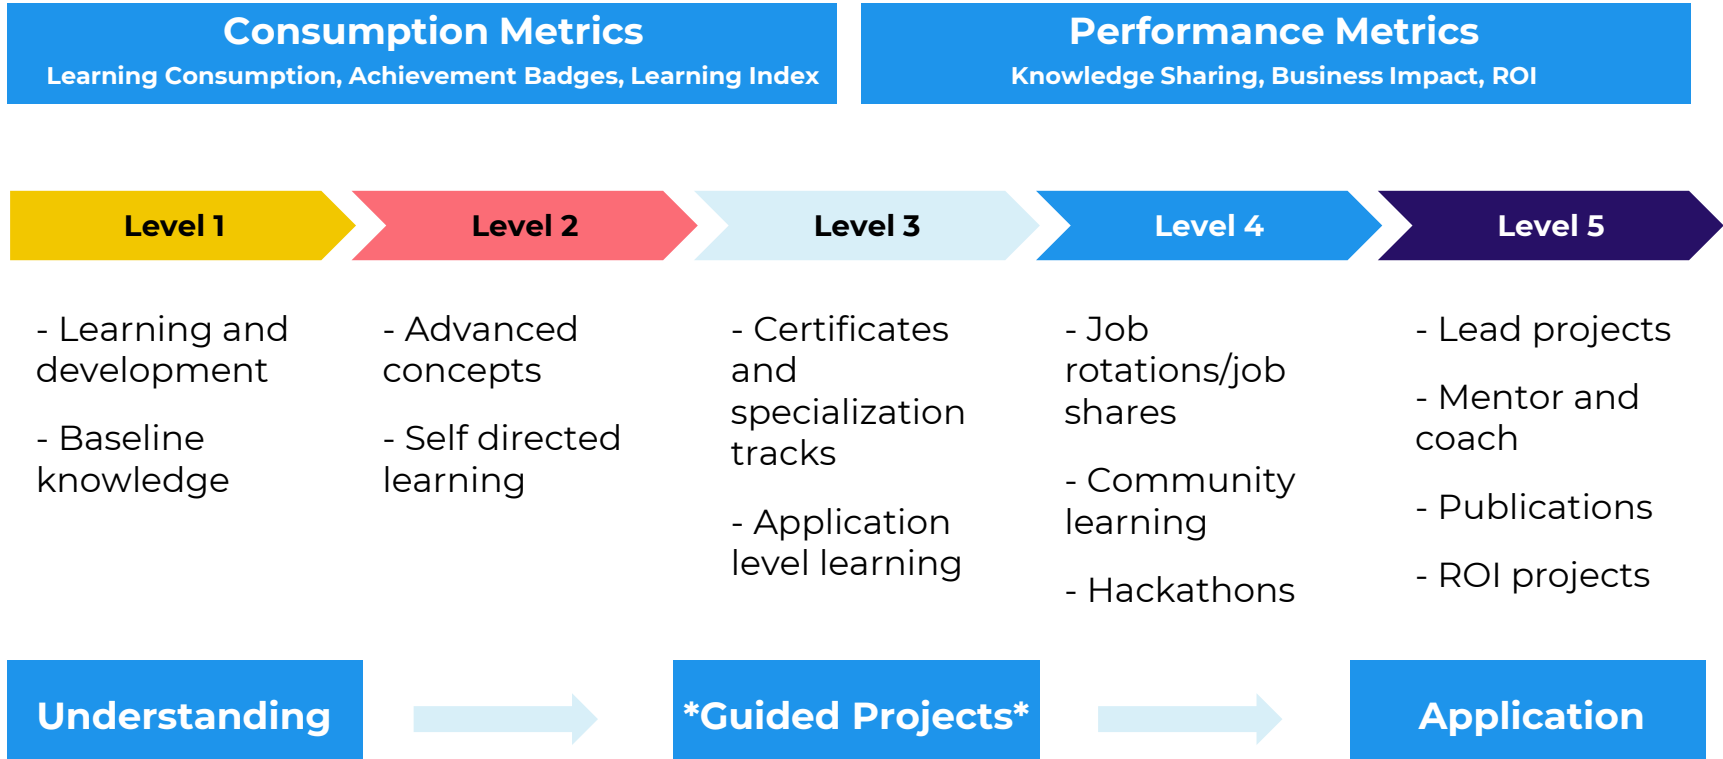 Consumption Metrics
Learning Consumption, Achievement Badges, Learning Index
Performance Metrics
Knowledge Sharing, Business Impact, ROI
Level 1
Level 2
Level 3
Level 4
Level 5
- Learning and
development
- Baseline
knowledge
- Advanced
concepts
- Self directed
learning
- Certificates
and
specialization
tracks
- Application
level learning
- Job
rotations/job
shares
- Community
learning
- Hackathons
- Lead projects
- Mentor and
coach
- Publications
- ROI projects
Understanding
*Guided Projects*
Application